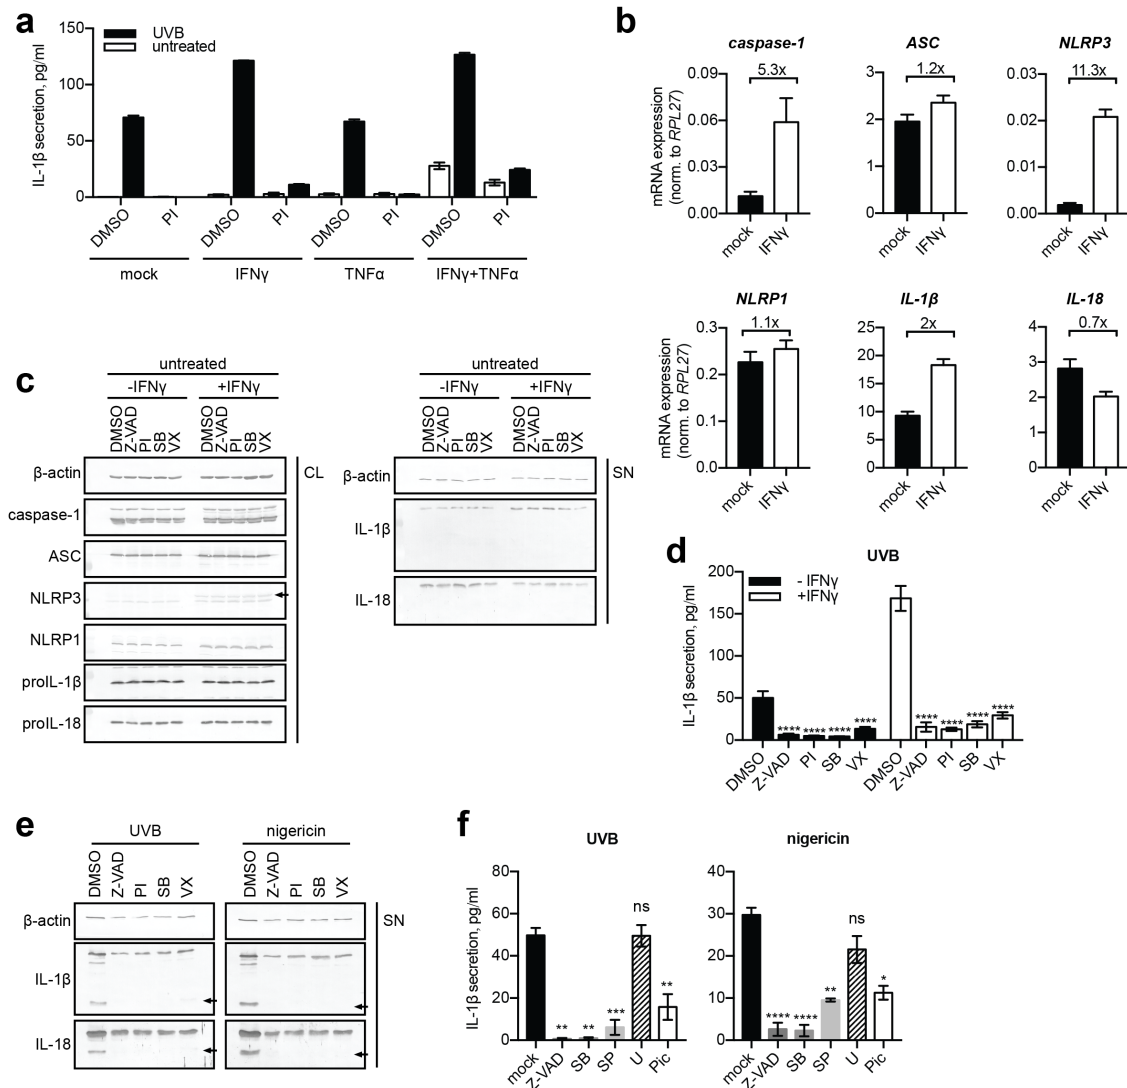 a
150
100
50
0
IL-1β secretion, pg/ml
UVB
untreated
DMSO PI DMSO PI DMSO PI DMSO PI
mock IFNγ TNFα IFNγ+TNFα
b
caspase-1 ASC NLRP3
5.3x 1.2x 11.3x
mRNA expression
(norm. to RPL27)
0.09
0.06
0.03
0.00
3
2
1
0
0.03
0.02
0.01
0.00
mock IFNγ mock IFNγ mock IFNγ
NLRP1 IL-1β IL-18
1.1x 2x 0.7x
mRNA expression
(norm. to RPL27)
0.3
0.2
0.1
0.0
25
20
15
10
5
0
4
3
2
1
0
mock IFNγ mock IFNγ mock IFNγ
c
untreated
-IFNγ +IFNγ
DMSO Z-VAD PI SB VX DMSO Z-VAD PI SB VX
β-actin
caspase-1
ASC
NLRP3
NLRP1
proIL-1β
proIL-18
CL
untreated
-IFNγ +IFNγ
DMSO Z-VAD PI SB VX DMSO Z-VAD PI SB VX
β-actin
IL-1β
IL-18
SN
d
UVB
IL-1β secretion, pg/ml
200
150
100
50
0
- IFNγ
+IFNγ
**** **** **** **** **** **** **** ****
DMSO Z-VAD PI SB VX DMSO Z-VAD PI SB VX
e
UVB nigericin
DMSO Z-VAD PI SB VX DMSO Z-VAD PI SB VX
β-actin
IL-1β
IL-18
SN
f
UVB
IL-1β secretion, pg/ml
80
60
40
20
0
** ** *** ns **
mock Z-VAD SB SP U Pic
nigericin
40
30
20
10
0
**** **** ** ns *
mock Z-VAD SB SP U Pic